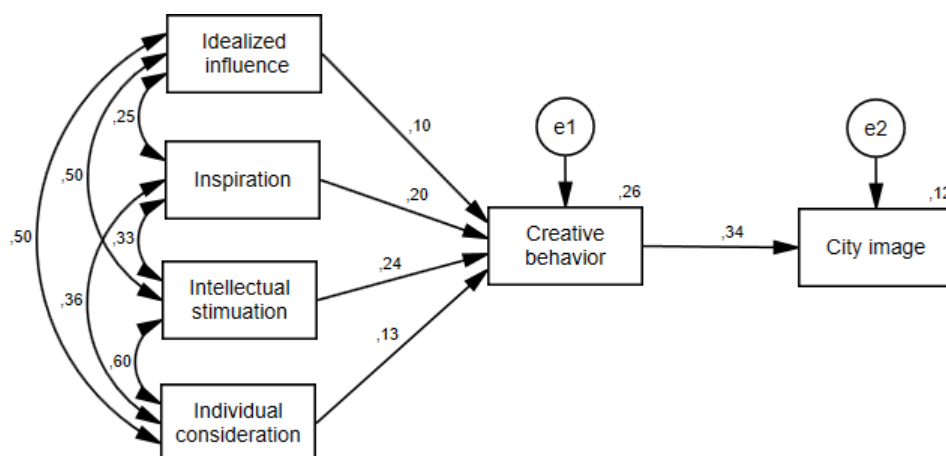 Idealized
influence
,25
,10
e1
e2
Inspiration
,50
,20
,26
,12
,50
,33
Creative
behavior
,34
City image
,24
Intellectual
stimuation
,36
,13
,60
Individual
consideration